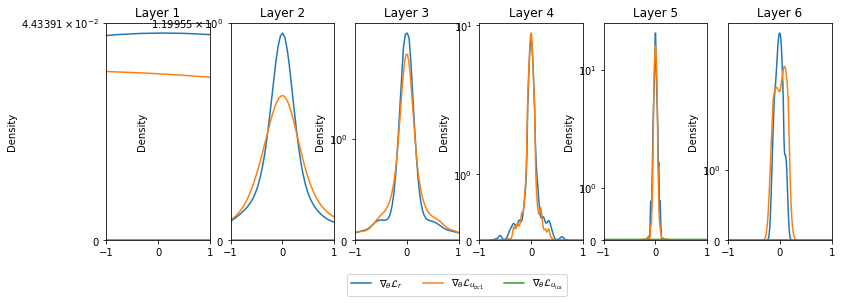 Layer 1
Layer 2
Layer 3
Layer 4
Layer 5
Layer 6
4.43391 × 10⁻²
1.19955 × 10⁰
10⁰
10¹
10⁰
10¹
10⁰
10⁰
Density
Density
Density
Density
Density
Density
0
0
0
0
0
0
−1 0 1
−1 0 1
−1 0 1
−1 0 1
−1 0 1
−1 0 1
∇θℒr
∇θℒu_bc1
∇θℒu_ics